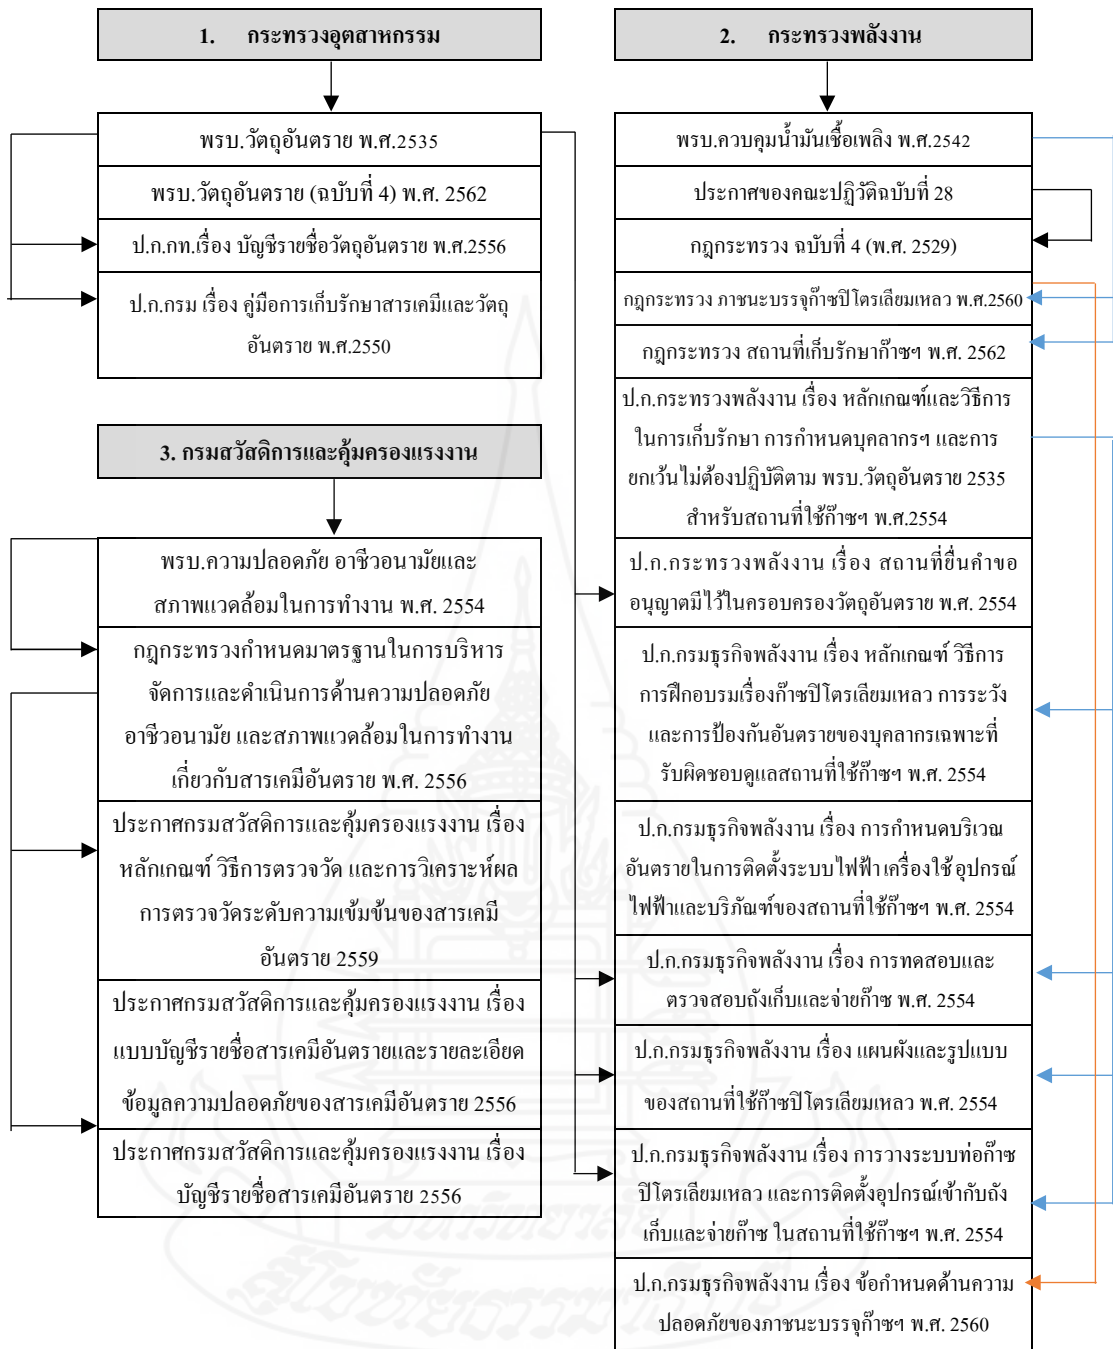 1. กระทรวงอุตสาหกรรม
พรบ.วัตถุอันตราย พ.ศ.2535
พรบ.วัตถุอันตราย (ฉบับที่ 4) พ.ศ. 2562
ป.ก.กท.เรื่อง บัญชีรายชื่อวัตถุอันตราย พ.ศ.2556
ป.ก.กรม เรื่อง คู่มือการเก็บรักษาสารเคมีและวัตถุ
อันตราย พ.ศ.2550
3. กรมสวัสดิการและคุ้มครองแรงงาน
พรบ.ความปลอดภัย อาชีวอนามัยและ
สภาพแวดล้อมในการทำงาน พ.ศ. 2554
กฎกระทรวงกำหนดมาตรฐานในการบริหาร
จัดการและดำเนินการด้านความปลอดภัย
อาชีวอนามัย และสภาพแวดล้อมในการทำงาน
เกี่ยวกับสารเคมีอันตราย พ.ศ. 2556
ประกาศกรมสวัสดิการและคุ้มครองแรงงาน เรื่อง
หลักเกณฑ์ วิธีการตรวจวัด และการวิเคราะห์ผล
การตรวจวัดระดับความเข้มข้นของสารเคมี
อันตราย 2559
ประกาศกรมสวัสดิการและคุ้มครองแรงงาน เรื่อง
แบบบัญชีรายชื่อสารเคมีอันตรายและรายละเอียด
ข้อมูลความปลอดภัยของสารเคมีอันตราย 2556
ประกาศกรมสวัสดิการและคุ้มครองแรงงาน เรื่อง
บัญชีรายชื่อสารเคมีอันตราย 2556
2. กระทรวงพลังงาน
พรบ.ควบคุมน้ำมันเชื้อเพลิง พ.ศ.2542
ประกาศของคณะปฏิวัติฉบับที่ 28
กฎกระทรวง ฉบับที่ 4 (พ.ศ. 2529)
กฎกระทรวง ภาชนะบรรจุก๊าซปิโตรเลียมเหลว พ.ศ.2560
กฎกระทรวง สถานที่เก็บรักษาก๊าซฯ พ.ศ. 2562
ป.ก.กระทรวงพลังงาน เรื่อง หลักเกณฑ์และวิธีการ
ในการเก็บรักษา การกำหนดบุคลากรฯ และการ
ยกเว้นไม่ต้องปฏิบัติตาม พรบ.วัตถุอันตราย 2535
สำหรับสถานที่ใช้ก๊าซฯ พ.ศ.2554
ป.ก.กระทรวงพลังงาน เรื่อง สถานที่ยื่นคำขอ
อนุญาตมีไว้ในครอบครองวัตถุอันตราย พ.ศ. 2554
ป.ก.กรมธุรกิจพลังงาน เรื่อง หลักเกณฑ์ วิธีการ
การฝึกอบรมเรื่องก๊าซปิโตรเลียมเหลว การระวัง
และการป้องกันอันตรายของบุคลากรเฉพาะที่
รับผิดชอบดูแลสถานที่ใช้ก๊าซฯ พ.ศ. 2554
ป.ก.กรมธุรกิจพลังงาน เรื่อง การกำหนดบริเวณ
อันตรายในการติดตั้งระบบไฟฟ้า เครื่องใช้ อุปกรณ์
ไฟฟ้าและบริภัณฑ์ของสถานที่ใช้ก๊าซฯ พ.ศ. 2554
ป.ก.กรมธุรกิจพลังงาน เรื่อง การทดสอบและ
ตรวจสอบถังเก็บและจ่ายก๊าซ พ.ศ. 2554
ป.ก.กรมธุรกิจพลังงาน เรื่อง แผนผังและรูปแบบ
ของสถานที่ใช้ก๊าซปิโตรเลียมเหลว พ.ศ. 2554
ป.ก.กรมธุรกิจพลังงาน เรื่อง การวางระบบท่อก๊าซ
ปิโตรเลียมเหลว และการติดตั้งอุปกรณ์เข้ากับถัง
เก็บและจ่ายก๊าซ ในสถานที่ใช้ก๊าซฯ พ.ศ. 2554
ป.ก.กรมธุรกิจพลังงาน เรื่อง ข้อกำหนดด้านความ
ปลอดภัยของภาชนะบรรจุก๊าซฯ พ.ศ. 2560